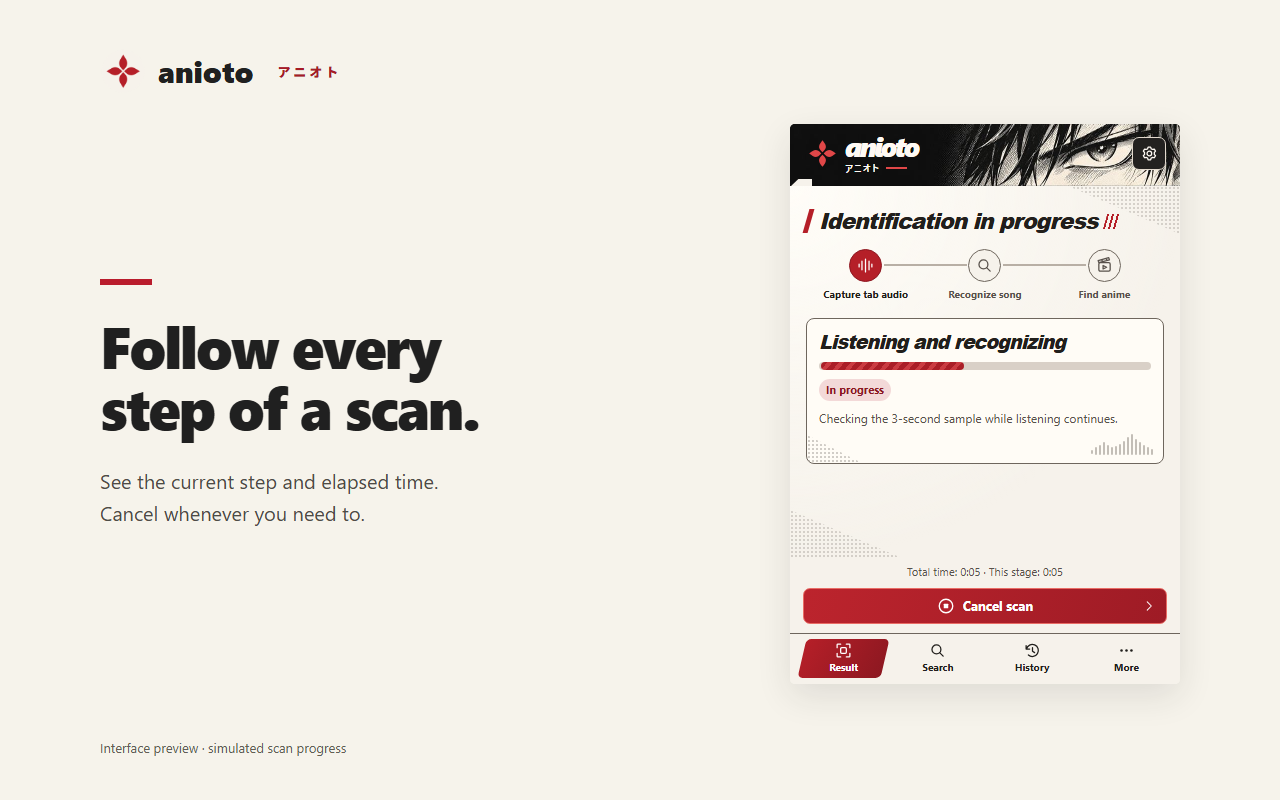 anioto アニオト
Follow every
step of a scan.
See the current step and elapsed time.
Cancel whenever you need to.
Interface preview · simulated scan progress
anioto
アニオト
Identification in progress
Capture tab audio Recognize song Find anime
Listening and recognizing
In progress
Checking the 3-second sample while listening continues.
Total time: 0:05 · This stage: 0:05
Cancel scan
Result Search History More